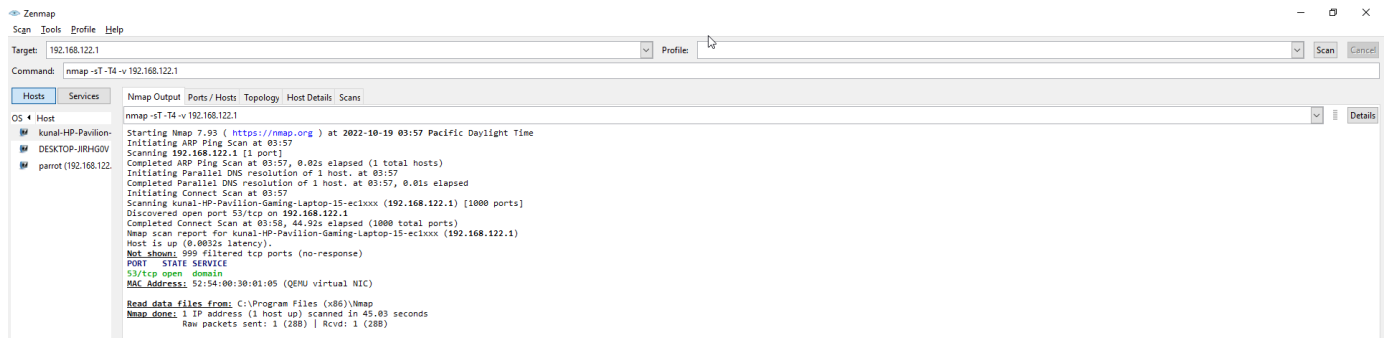 Zenmap
Scan Tools Profile Help
Target: 192.168.122.1 Profile: Scan Cancel
Command: nmap -sT -T4 -v 192.168.122.1
Hosts Services Nmap Output Ports / Hosts Topology Host Details Scans
OS Host nmap -sT -T4 -v 192.168.122.1 Details
kunal-HP-Pavilion-
DESKTOP-JIRHG0V
parrot (192.168.122.
Starting Nmap 7.93 ( https://nmap.org ) at 2022-10-19 03:57 Pacific Daylight Time
Initiating ARP Ping Scan at 03:57
Scanning 192.168.122.1 [1 port]
Completed ARP Ping Scan at 03:57, 0.02s elapsed (1 total hosts)
Initiating Parallel DNS resolution of 1 host. at 03:57
Completed Parallel DNS resolution of 1 host. at 03:57, 0.01s elapsed
Initiating Connect Scan at 03:57
Scanning kunal-HP-Pavilion-Gaming-Laptop-15-ec1xxx (192.168.122.1) [1000 ports]
Discovered open port 53/tcp on 192.168.122.1
Completed Connect Scan at 03:58, 44.92s elapsed (1000 total ports)
Nmap scan report for kunal-HP-Pavilion-Gaming-Laptop-15-ec1xxx (192.168.122.1)
Host is up (0.0032s latency).
Not shown: 999 filtered tcp ports (no-response)
PORT STATE SERVICE
53/tcp open domain
MAC Address: 52:54:00:30:01:05 (QEMU virtual NIC)
Read data files from: C:\Program Files (x86)\Nmap
Nmap done: 1 IP address (1 host up) scanned in 45.03 seconds
Raw packets sent: 1 (28B) | Rcvd: 1 (28B)